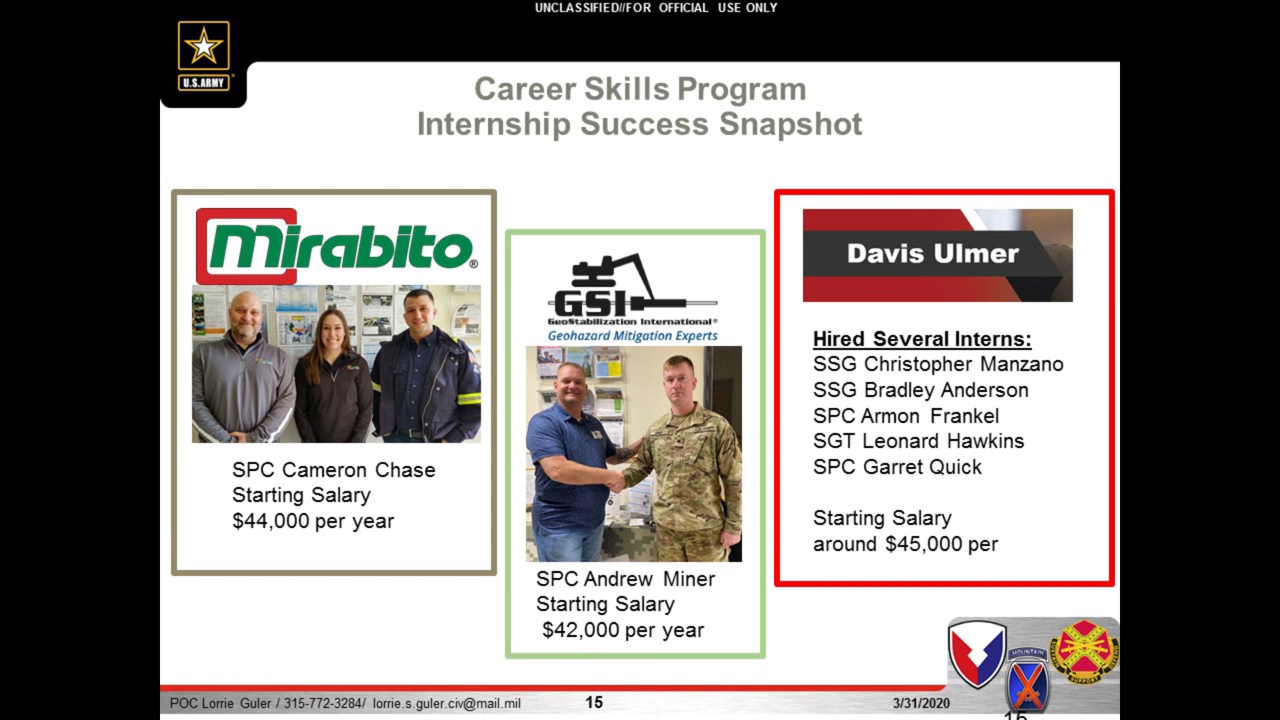 UNCLASSIFIED//FOR OFFICIAL USE ONLY
U.S.ARMY
Career Skills Program
Internship Success Snapshot
Mirabito®
SPC Cameron Chase
Starting Salary
$44,000 per year
GSI
GeoStabilization International®
Geohazard Mitigation Experts
SPC Andrew Miner
Starting Salary
$42,000 per year
Davis Ulmer
Hired Several Interns:
SSG Christopher Manzano
SSG Bradley Anderson
SPC Armon Frankel
SGT Leonard Hawkins
SPC Garret Quick
Starting Salary
around $45,000 per
MOUNTAIN
SUPPORT
POC Lorrie Guler / 315-772-3284/ lorrie.s.guler.civ@mail.mil
15
3/31/2020